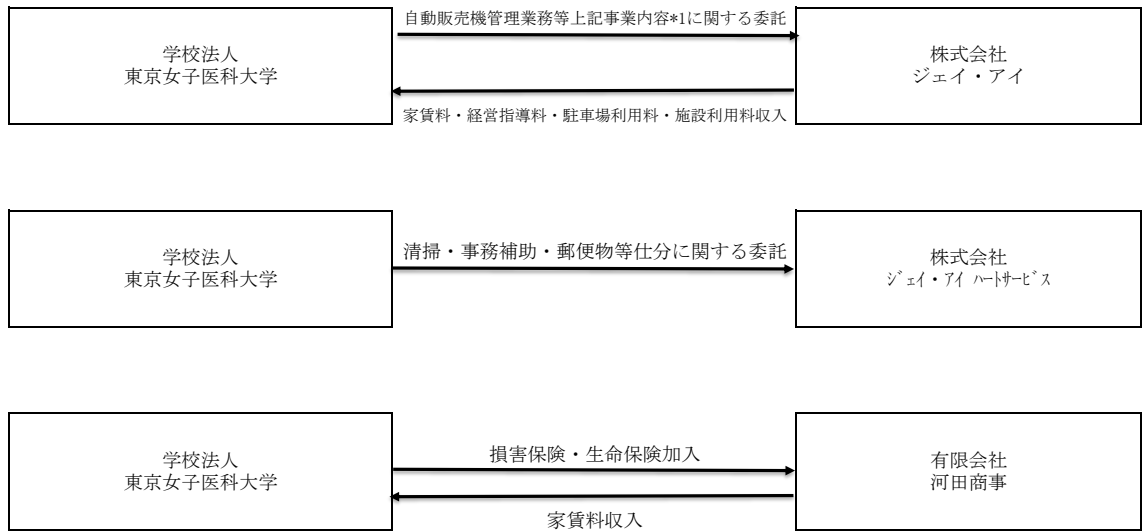 自動販売機管理業務等上記事業内容*1に関する委託
学校法人
東京女子医科大学
株式会社
ジェイ・アイ
家賃料・経営指導料・駐車場利用料・施設利用料収入
学校法人
東京女子医科大学
清掃・事務補助・郵便物等仕分に関する委託
株式会社
ｼﾞｪｲ・ｱｲ ﾊｰﾄｻｰﾋﾞｽ
学校法人
東京女子医科大学
損害保険・生命保険加入
有限会社
河田商事
家賃料収入